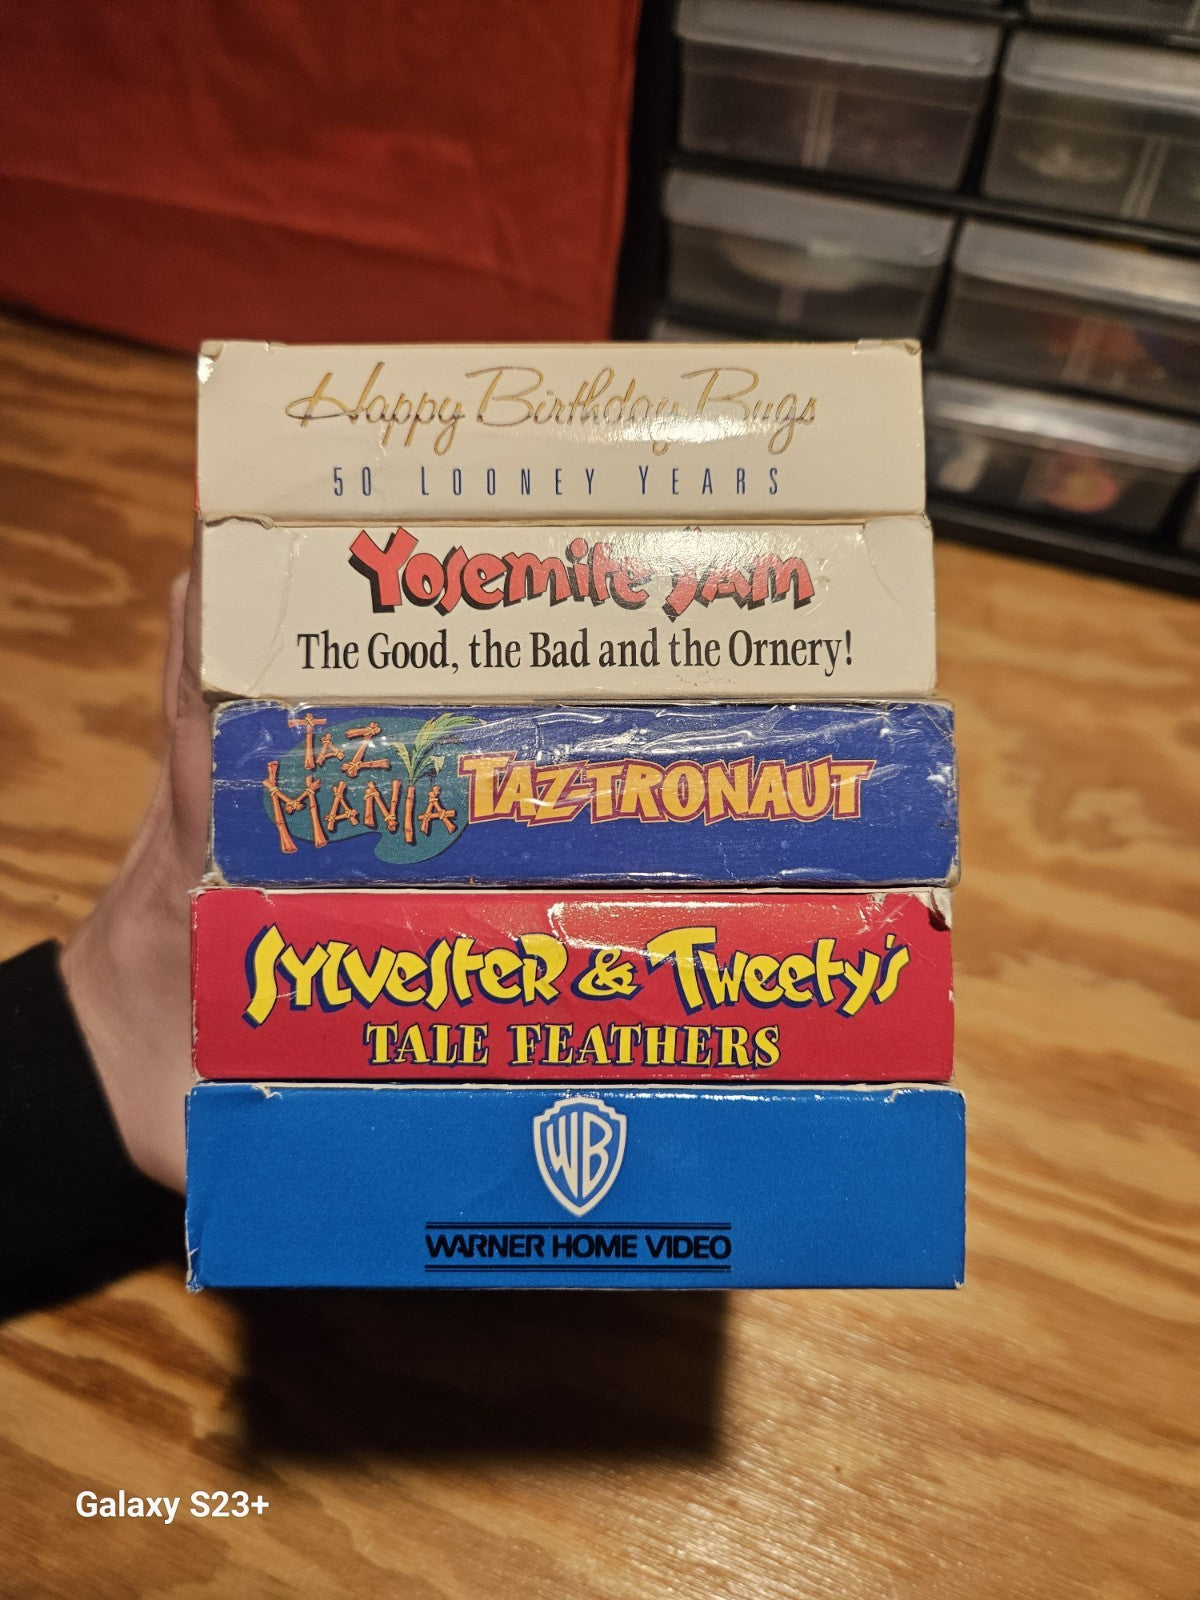 Happy Birthday Bugs
50 LOONEY YEARS
Yosemite Sam
The Good, the Bad and the Ornery!
TAZ
MANIA
TAZ-TRONAUT
Sylvester & Tweety's
TALE FEATHERS
WB
WARNER HOME VIDEO
Galaxy S23+